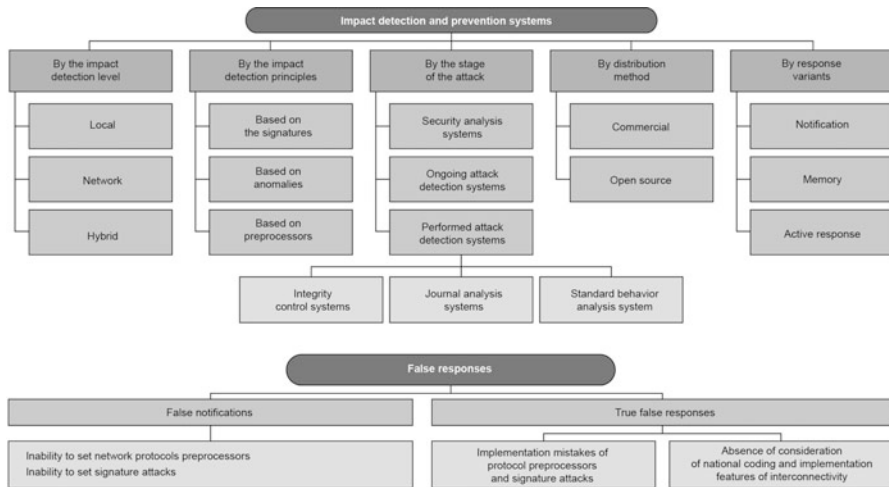 Impact detection and prevention systems
By the impact
detection level
Local
Network
Hybrid
By the impact
detection principles
Based on
the signatures
Based on
anomalies
Based on
preprocessors
By the stage
of the attack
Security analysis
systems
Ongoing attack
detection systems
Performed attack
detection systems
Integrity
control systems
Journal analysis
systems
Standard behavior
analysis system
By distribution
method
Commercial
Open source
By response
variants
Notification
Memory
Active response
False responses
False notifications
Inability to set network protocols preprocessors
Inability to set signature attacks
True false responses
Implementation mistakes of
protocol preprocessors
and signature attacks
Absence of consideration
of national coding and implementation
features of interconnectivity